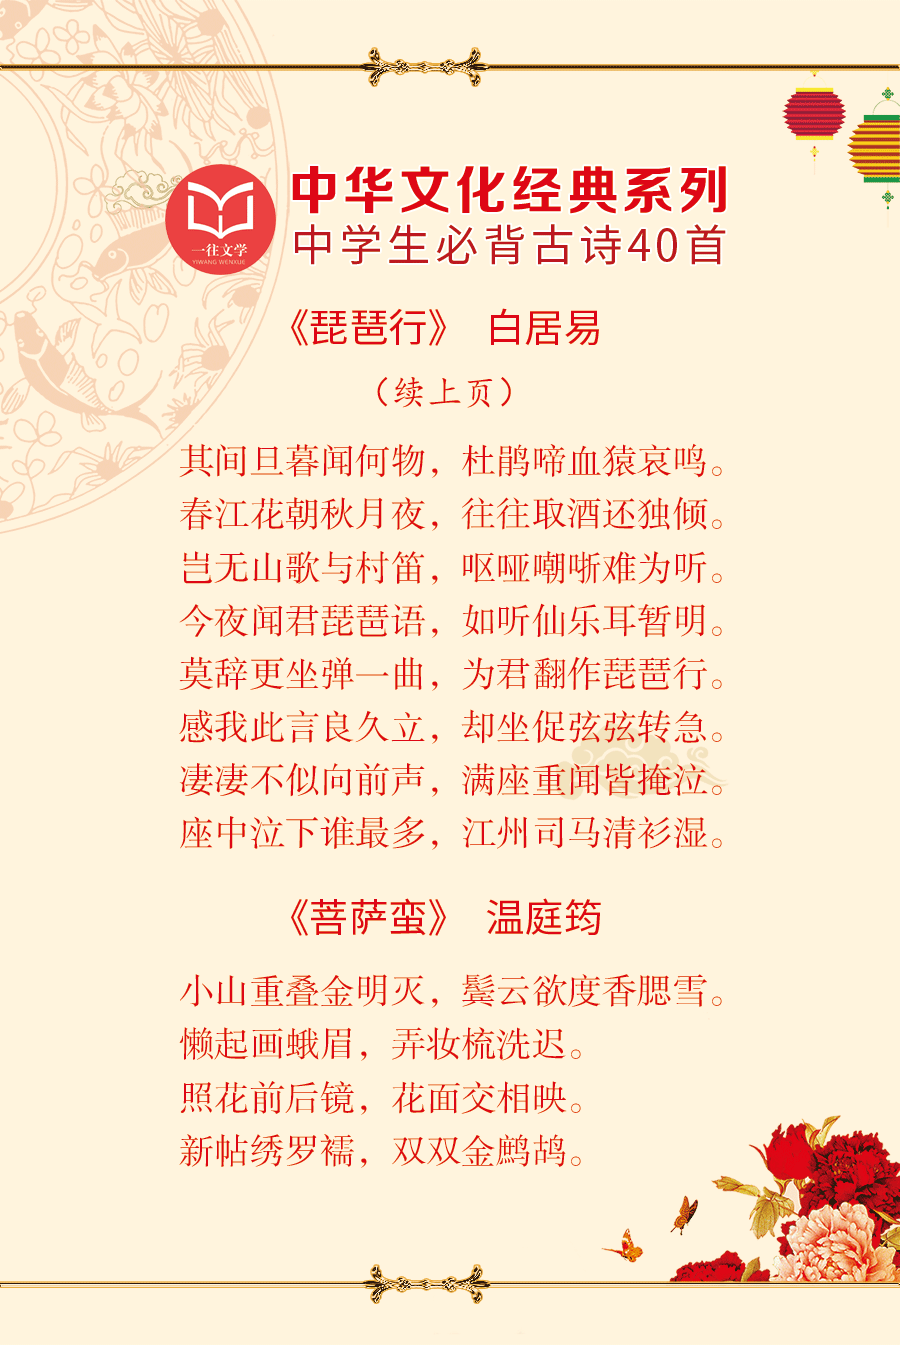 中华文化经典系列
中学生必背古诗40首
一往文学
YIWANG WENXUE
《琵琶行》 白居易
（续上页）
其间旦暮闻何物，杜鹃啼血猿哀鸣。
春江花朝秋月夜，往往取酒还独倾。
岂无山歌与村笛，呕哑嘲哳难为听。
今夜闻君琵琶语，如听仙乐耳暂明。
莫辞更坐弹一曲，为君翻作琵琶行。
感我此言良久立，却坐促弦弦转急。
凄凄不似向前声，满座重闻皆掩泣。
座中泣下谁最多，江州司马清衫湿。
《菩萨蛮》 温庭筠
小山重叠金明灭，鬓云欲度香腮雪。
懒起画蛾眉，弄妆梳洗迟。
照花前后镜，花面交相映。
新帖绣罗襦，双双金鹧鸪。